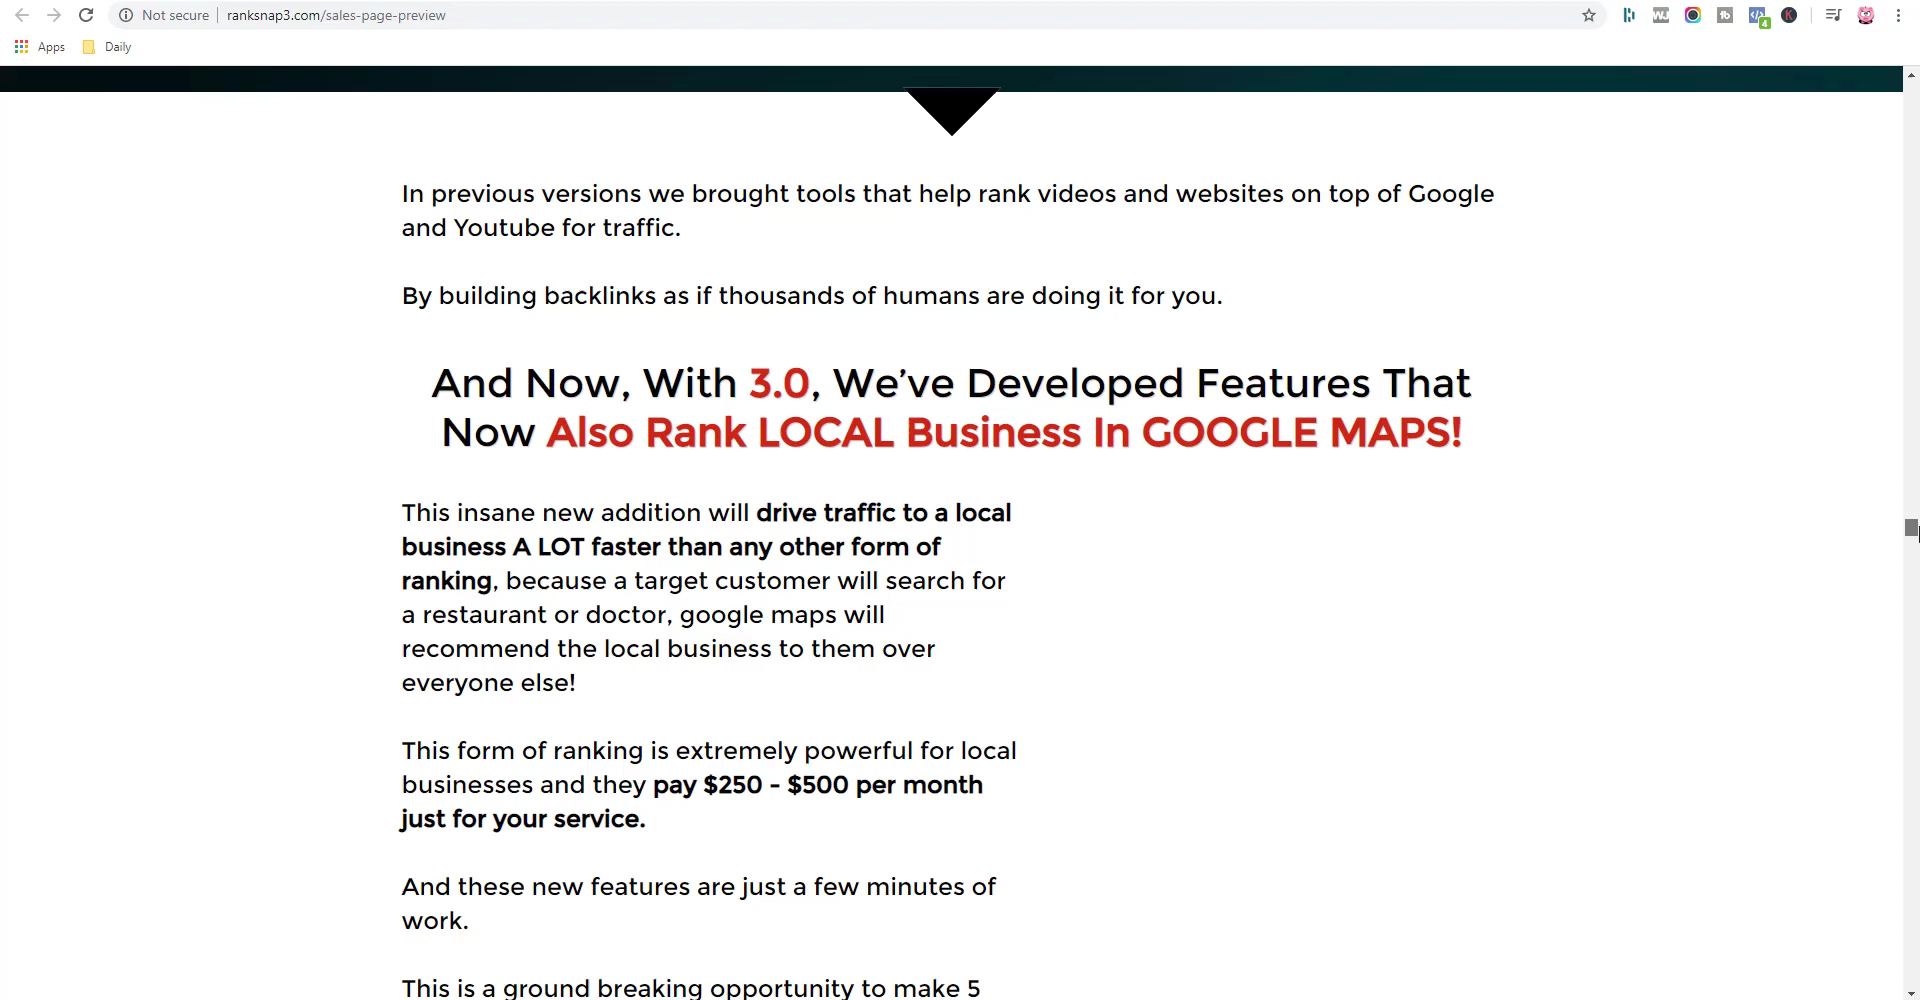 Not secure
ranksnap3.com/sales-page-preview
4
Apps
Daily
In previous versions we brought tools that help rank videos and websites on top of Google
and Youtube for traffic.
By building backlinks as if thousands of humans are doing it for you.
And Now, With 3.0, We’ve Developed Features That
Now Also Rank LOCAL Business In GOOGLE MAPS!
This insane new addition will drive traffic to a local
business A LOT faster than any other form of
ranking, because a target customer will search for
a restaurant or doctor, google maps will
recommend the local business to them over
everyone else!
This form of ranking is extremely powerful for local
businesses and they pay $250 - $500 per month
just for your service.
And these new features are just a few minutes of
work.
This is a ground breaking opportunity to make 5